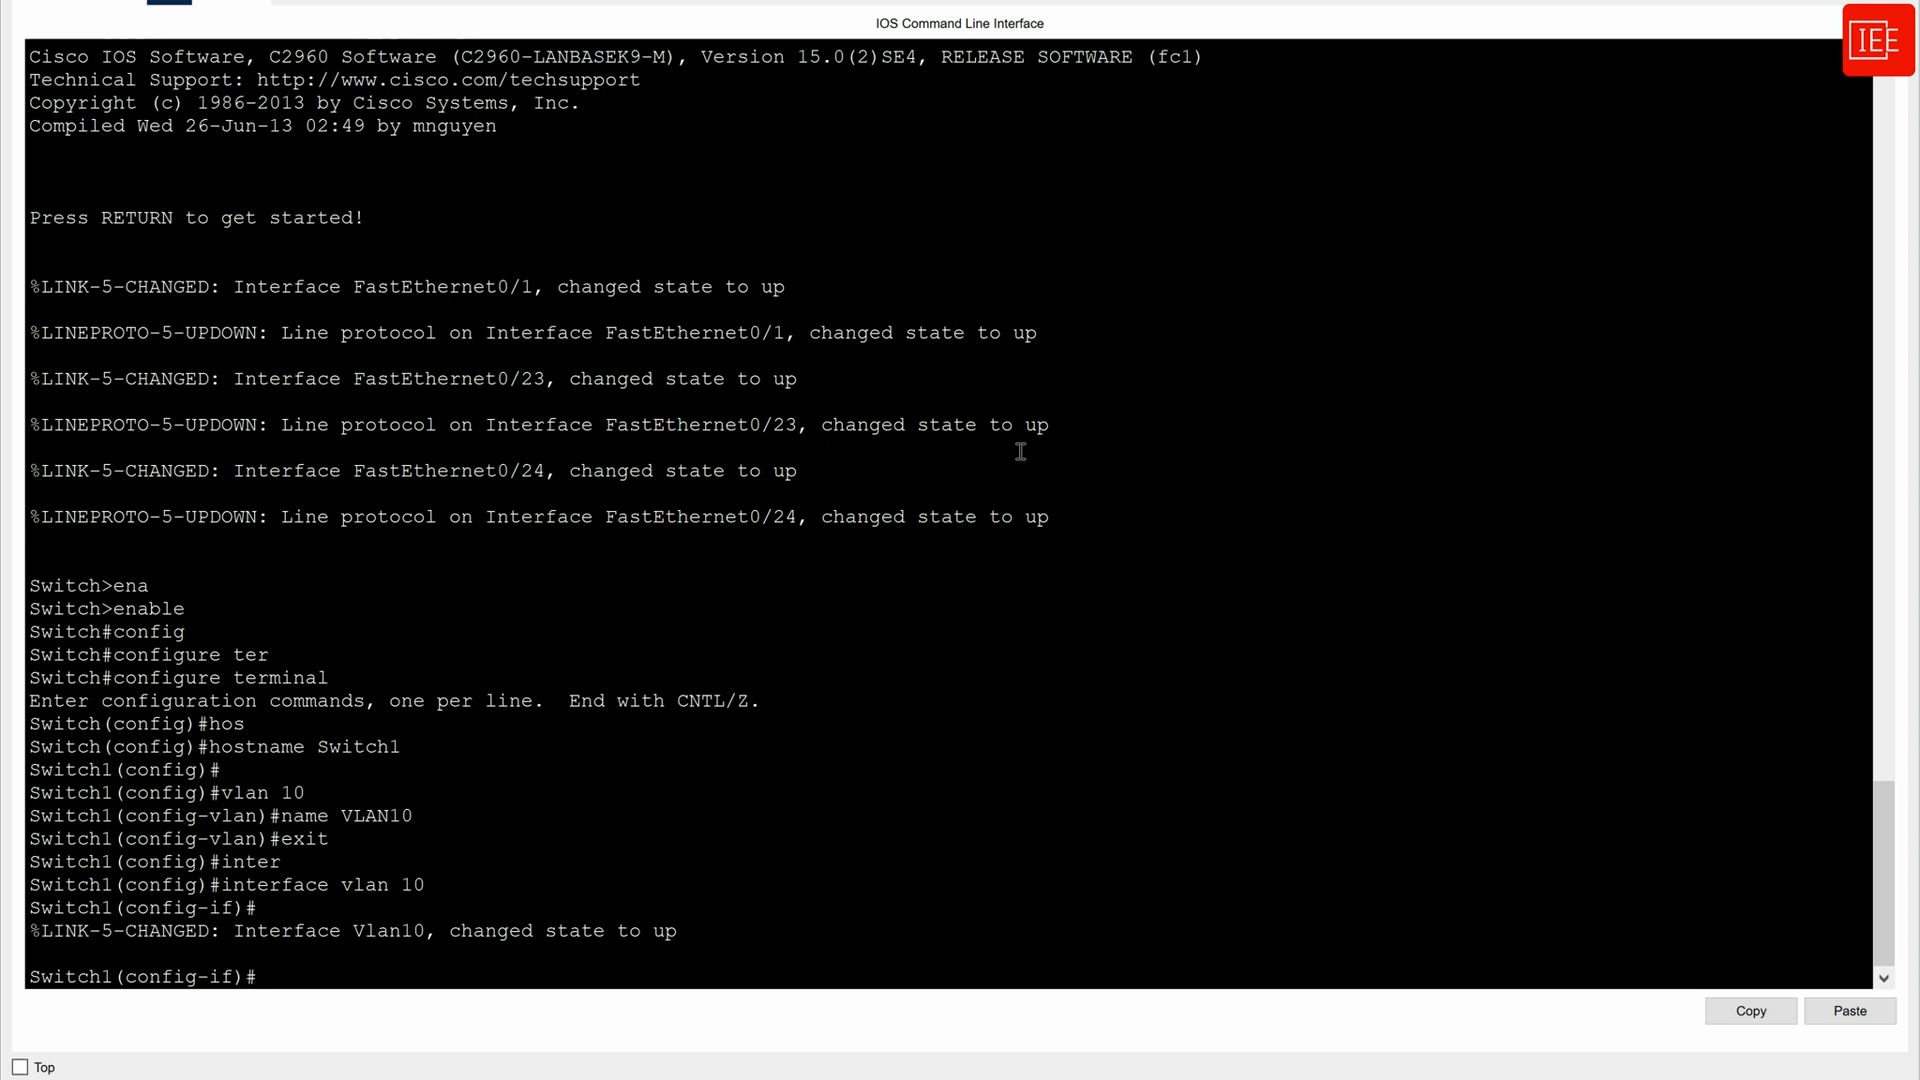 IOS Command Line Interface
IEE
Cisco IOS Software, C2960 Software (C2960-LANBASEK9-M), Version 15.0(2)SE4, RELEASE SOFTWARE (fc1)
Technical Support: http://www.cisco.com/techsupport
Copyright (c) 1986-2013 by Cisco Systems, Inc.
Compiled Wed 26-Jun-13 02:49 by mnguyen
Press RETURN to get started!
%LINK-5-CHANGED: Interface FastEthernet0/1, changed state to up
%LINEPROTO-5-UPDOWN: Line protocol on Interface FastEthernet0/1, changed state to up
%LINK-5-CHANGED: Interface FastEthernet0/23, changed state to up
%LINEPROTO-5-UPDOWN: Line protocol on Interface FastEthernet0/23, changed state to up
%LINK-5-CHANGED: Interface FastEthernet0/24, changed state to up
%LINEPROTO-5-UPDOWN: Line protocol on Interface FastEthernet0/24, changed state to up
Switch>ena
Switch>enable
Switch#config
Switch#configure ter
Switch#configure terminal
Enter configuration commands, one per line.  End with CNTL/Z.
Switch(config)#hos
Switch(config)#hostname Switch1
Switch1(config)#
Switch1(config)#vlan 10
Switch1(config-vlan)#name VLAN10
Switch1(config-vlan)#exit
Switch1(config)#inter
Switch1(config)#interface vlan 10
Switch1(config-if)#
%LINK-5-CHANGED: Interface Vlan10, changed state to up
Switch1(config-if)#
Copy
Paste
Top